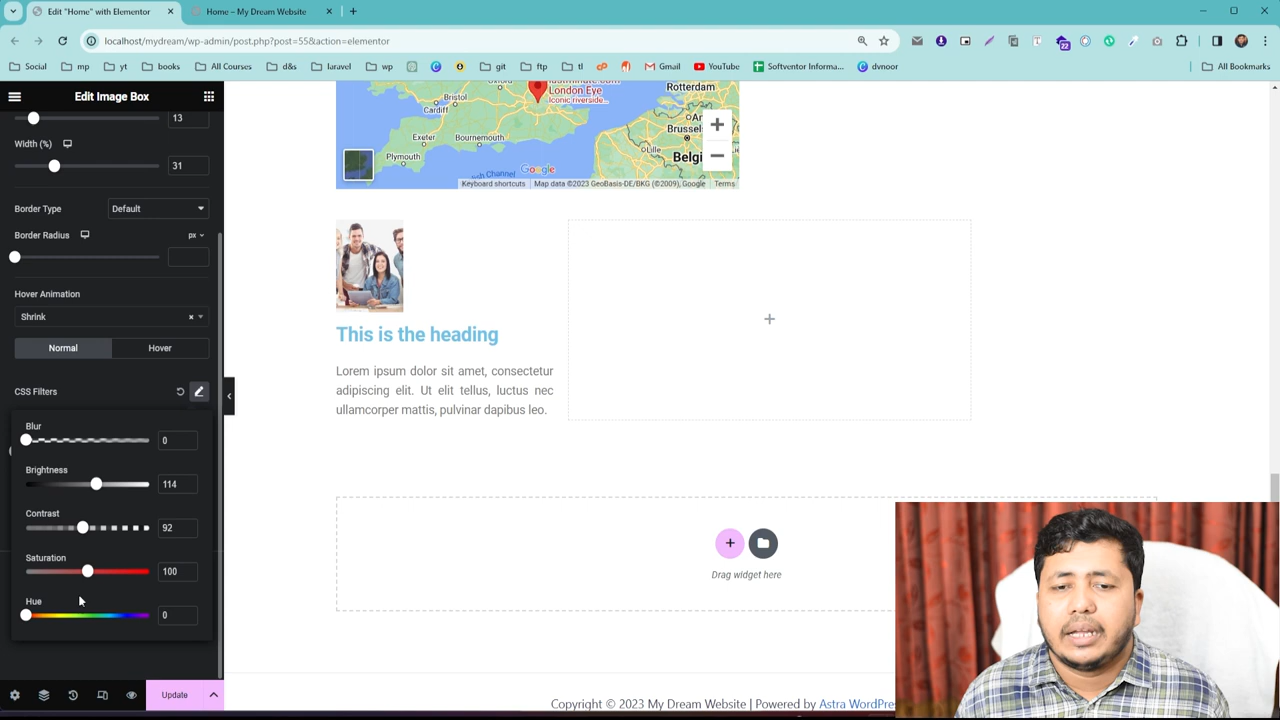 Edit "Home" with Elementor
Home – My Dream Website
localhost/mydream/wp-admin/post.php?post=55&action=elementor
22
Social
mp
yt
books
All Courses
d&s
laravel
wp
git
ftp
tl
Gmail
YouTube
Softventor Informa...
dvnoor
All Bookmarks
Edit Image Box
13
Width (%)
31
Border Type
Default
Border Radius
px
Hover Animation
Shrink
Normal
Hover
CSS Filters
Blur
0
Brightness
114
Contrast
92
Saturation
100
Hue
0
Update
London Eye
Iconic riverside...
Rotterdam
Bristol
Cardiff
Exeter
Bournemouth
Plymouth
Lille
Belgi
Channel
Google
Keyboard shortcuts
Map data ©2023 GeoBasis-DE/BKG (©2009), Google
Terms
This is the heading
Lorem ipsum dolor sit amet, consectetur
adipiscing elit. Ut elit tellus, luctus nec
ullamcorper mattis, pulvinar dapibus leo.
Drag widget here
Copyright © 2023 My Dream Website | Powered by Astra WordPre